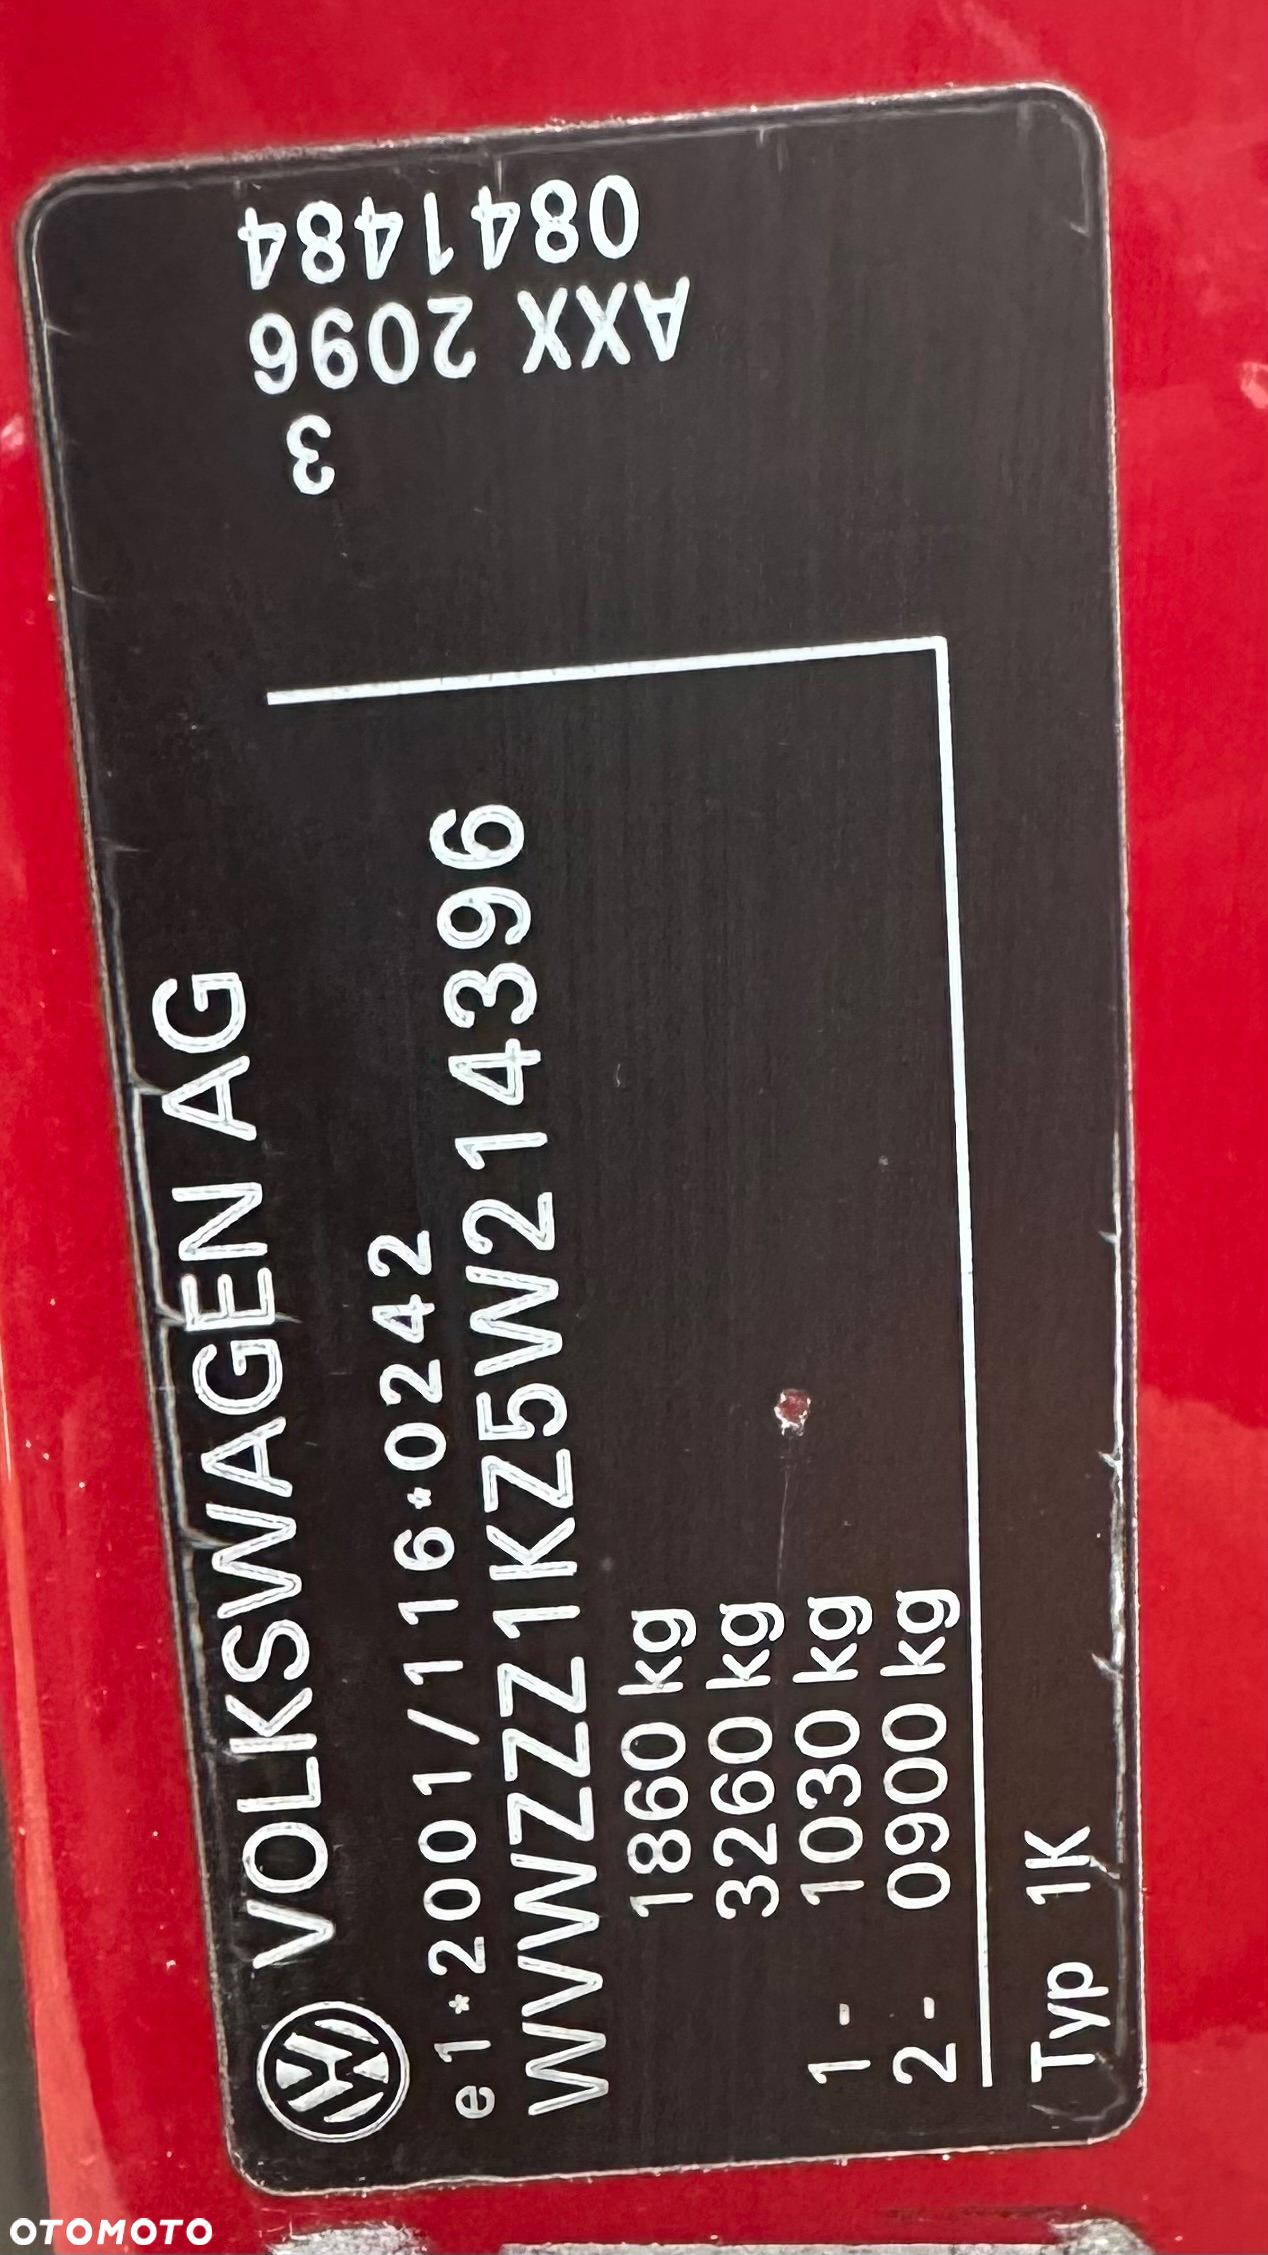 VOLKSWAGEN AG
e1*2001/116*0242
WVWZZZ1KZ5W214396
1860 kg
3260 kg
1 - 1030 kg
2 - 0900 kg
Typ 1K
0841484
AXX 2096
3
OTOMOTO